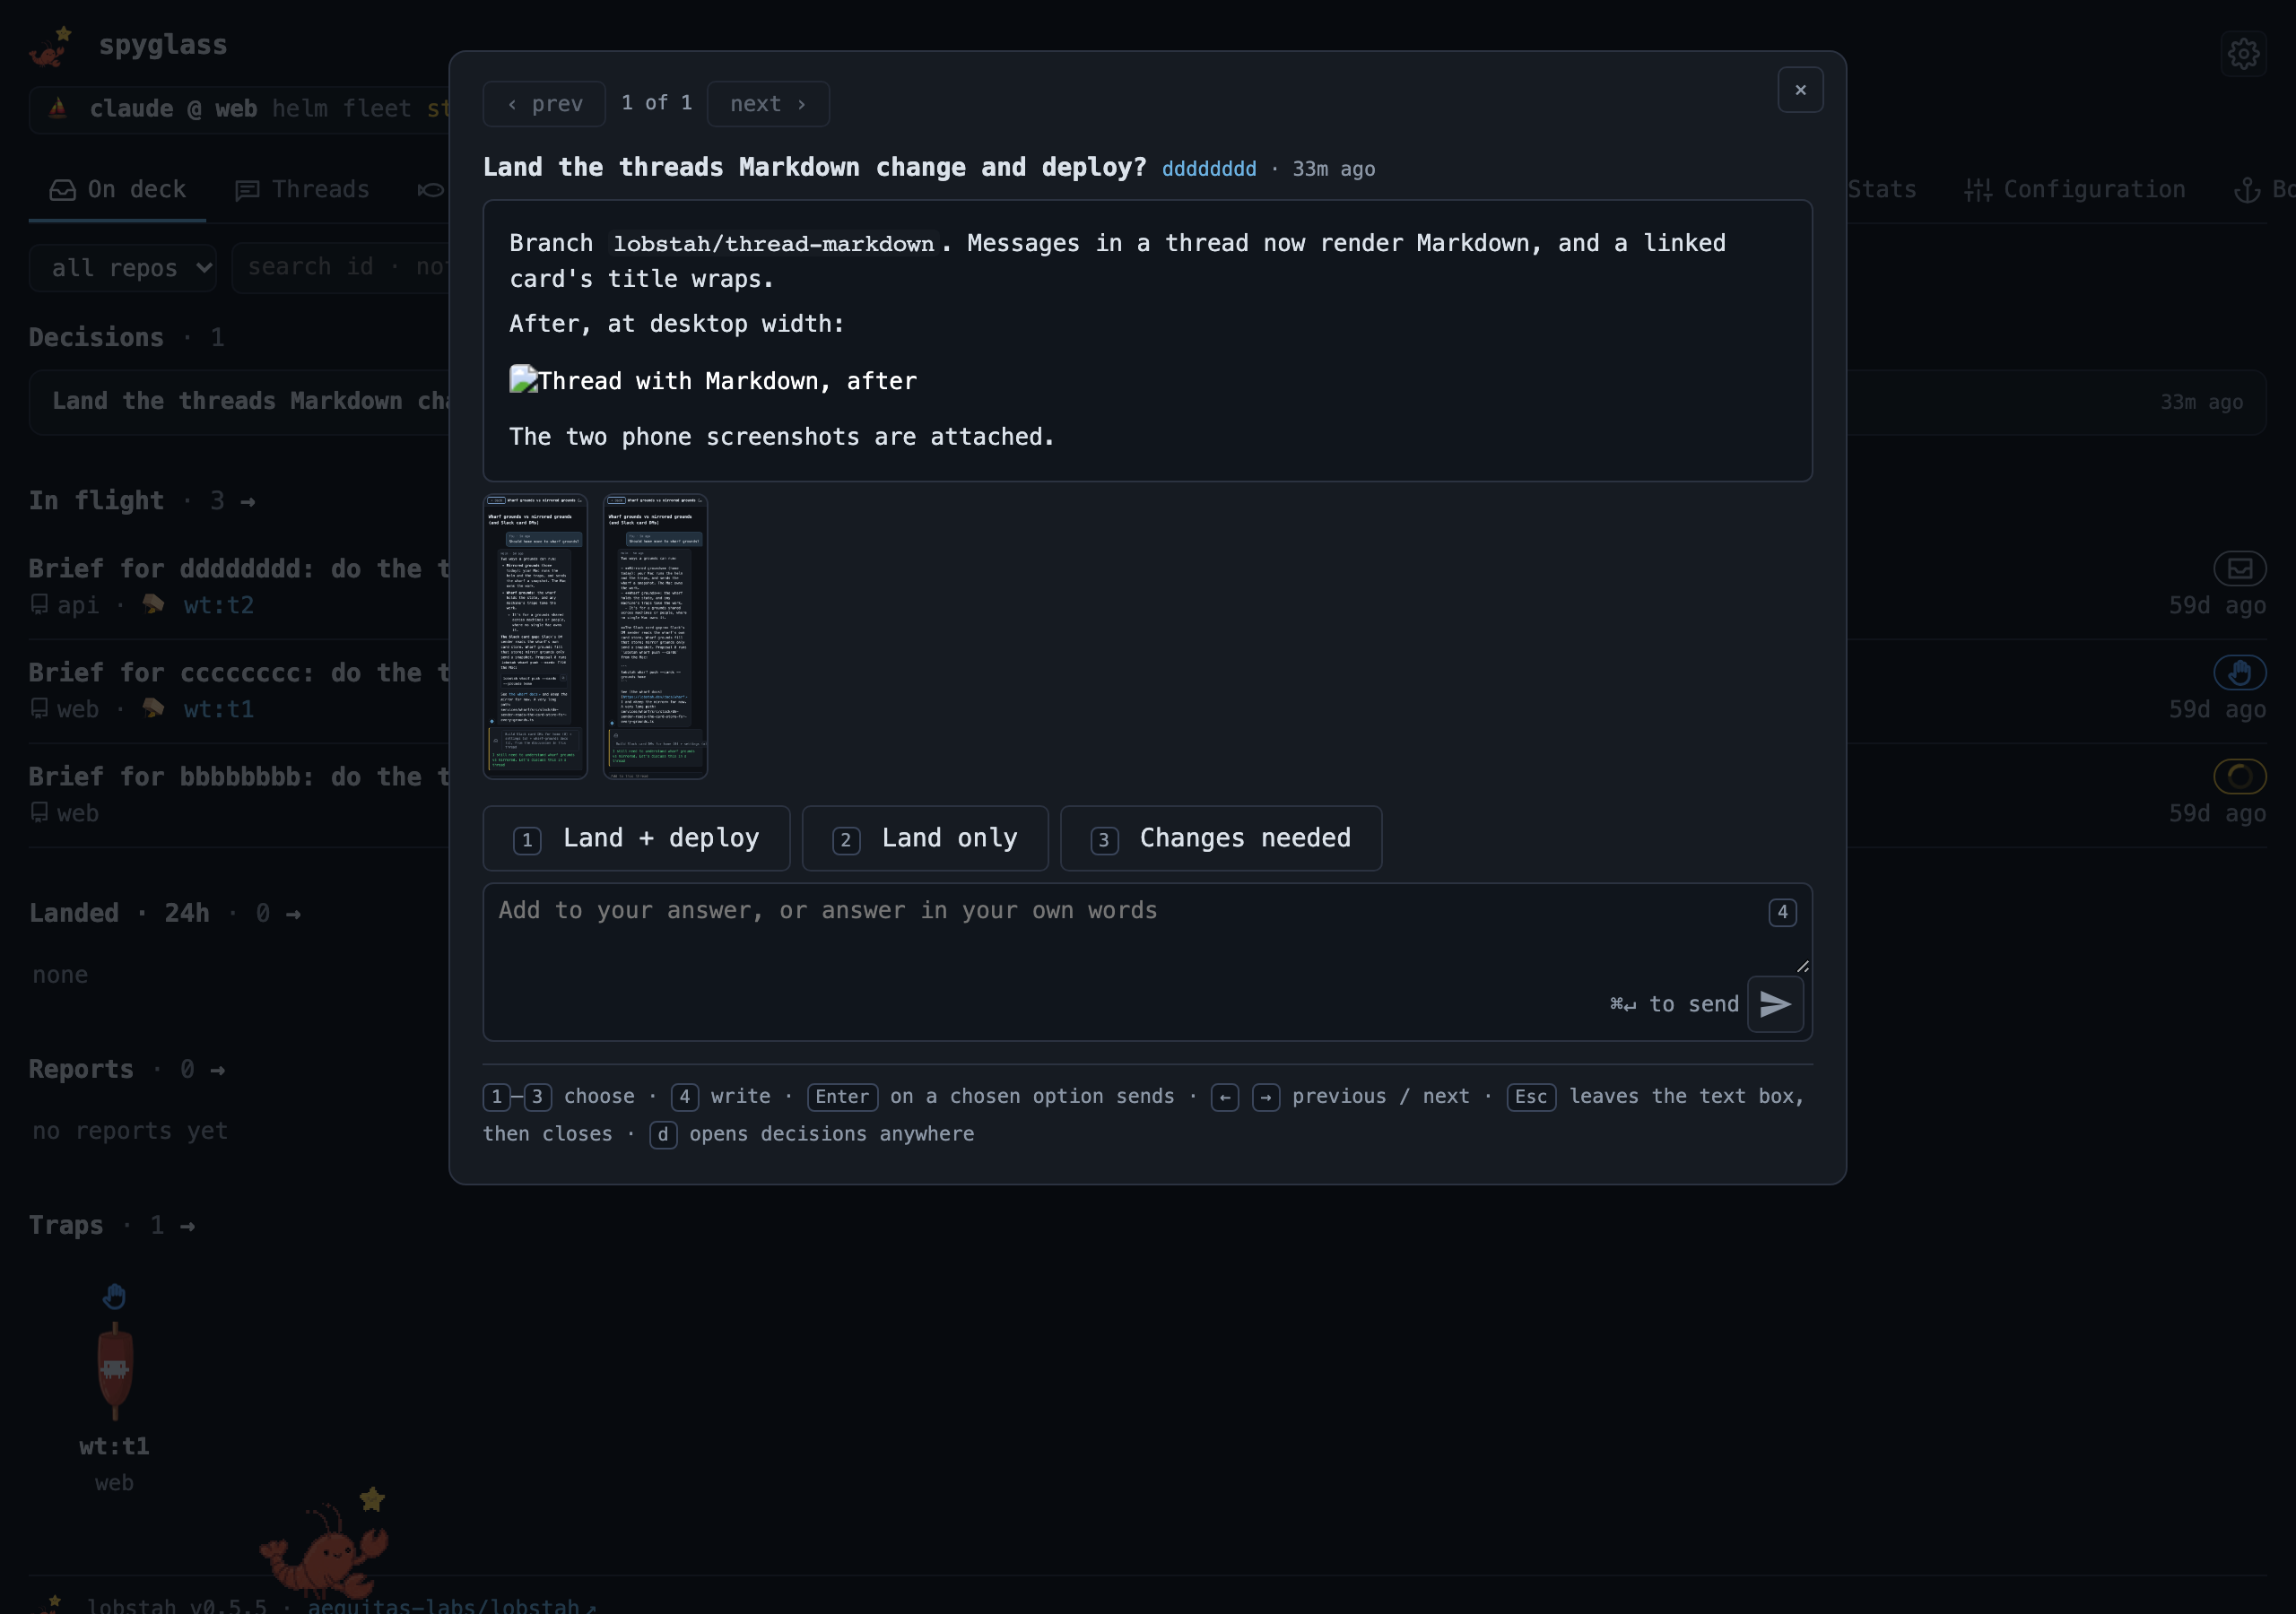 spyglass
claude @ web helm fleet st
On deck
Threads
Stats
Configuration
Bo
all repos
search id · no
Decisions · 1
Land the threads Markdown cha
33m ago
In flight · 3 →
Brief for dddddddd: do the t
api · wt:t2
59d ago
Brief for cccccccc: do the t
web · wt:t1
59d ago
Brief for bbbbbbbb: do the t
web
59d ago
Landed · 24h · 0 →
none
Reports · 0 →
no reports yet
Traps · 1 →
wt:t1
web
lobstah v0.5.5 · aequitas-labs/lobstah↗
‹ prev
1 of 1
next ›
×
Land the threads Markdown change and deploy? dddddddd · 33m ago
Branch lobstah/thread-markdown. Messages in a thread now render Markdown, and a linked
card's title wraps.
After, at desktop width:
Thread with Markdown, after
The two phone screenshots are attached.
1 Land + deploy
2 Land only
3 Changes needed
Add to your answer, or answer in your own words
4
⌘↵ to send
1–3 choose · 4 write · Enter on a chosen option sends · ← → previous / next · Esc leaves the text box,
then closes · d opens decisions anywhere